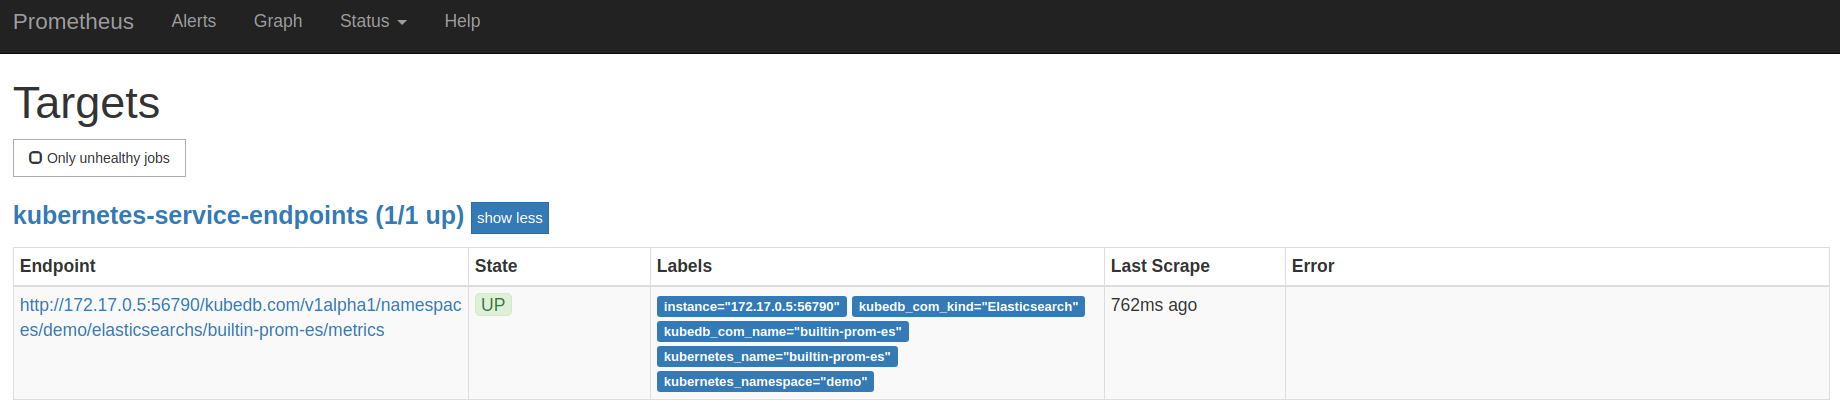 Prometheus Alerts Graph Status Help
Targets
Only unhealthy jobs
kubernetes-service-endpoints (1/1 up) show less
Endpoint State Labels Last Scrape Error
http://172.17.0.5:56790/kubedb.com/v1alpha1/namespac
es/demo/elasticsearchs/builtin-prom-es/metrics
UP
instance="172.17.0.5:56790" kubedb_com_kind="Elasticsearch"
kubedb_com_name="builtin-prom-es"
kubernetes_name="builtin-prom-es"
kubernetes_namespace="demo"
762ms ago